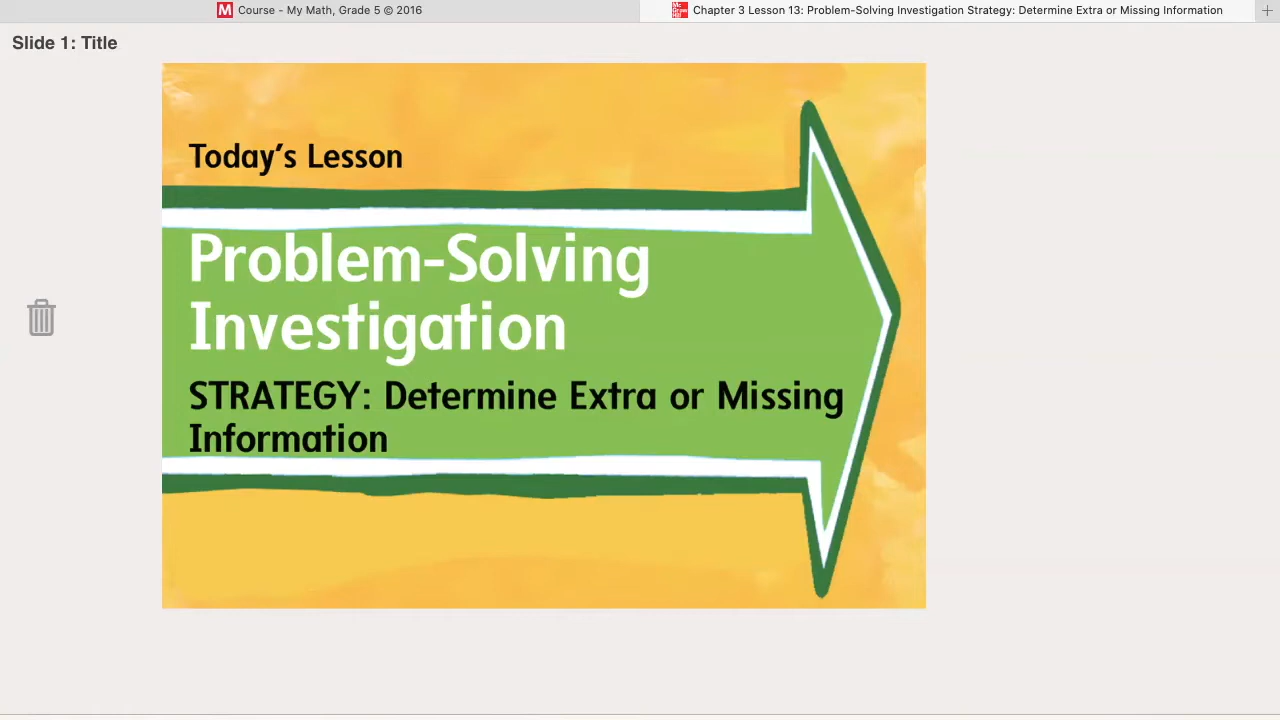 Course - My Math, Grade 5 © 2016
Chapter 3 Lesson 13: Problem-Solving Investigation Strategy: Determine Extra or Missing Information
Slide 1: Title
Today's Lesson
Problem-Solving
Investigation
STRATEGY: Determine Extra or Missing
Information